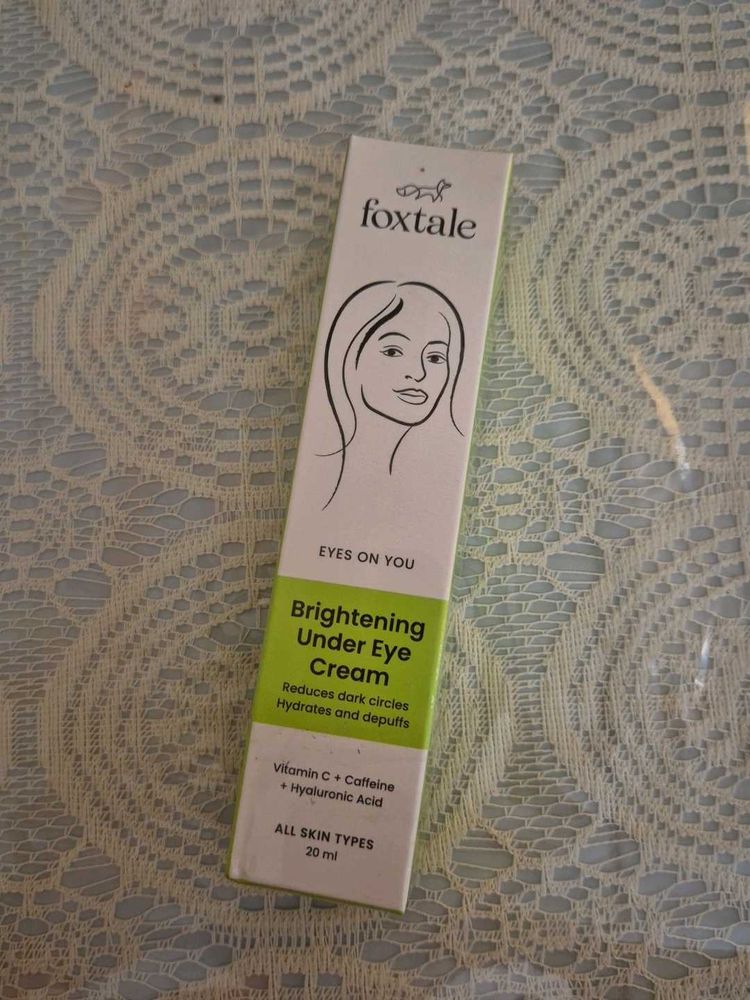 foxtale
EYES ON YOU
Brightening
Under Eye
Cream
Reduces dark circles
Hydrates and depuffs
Vitamin C + Caffeine
+ Hyaluronic Acid
ALL SKIN TYPES
20 ml